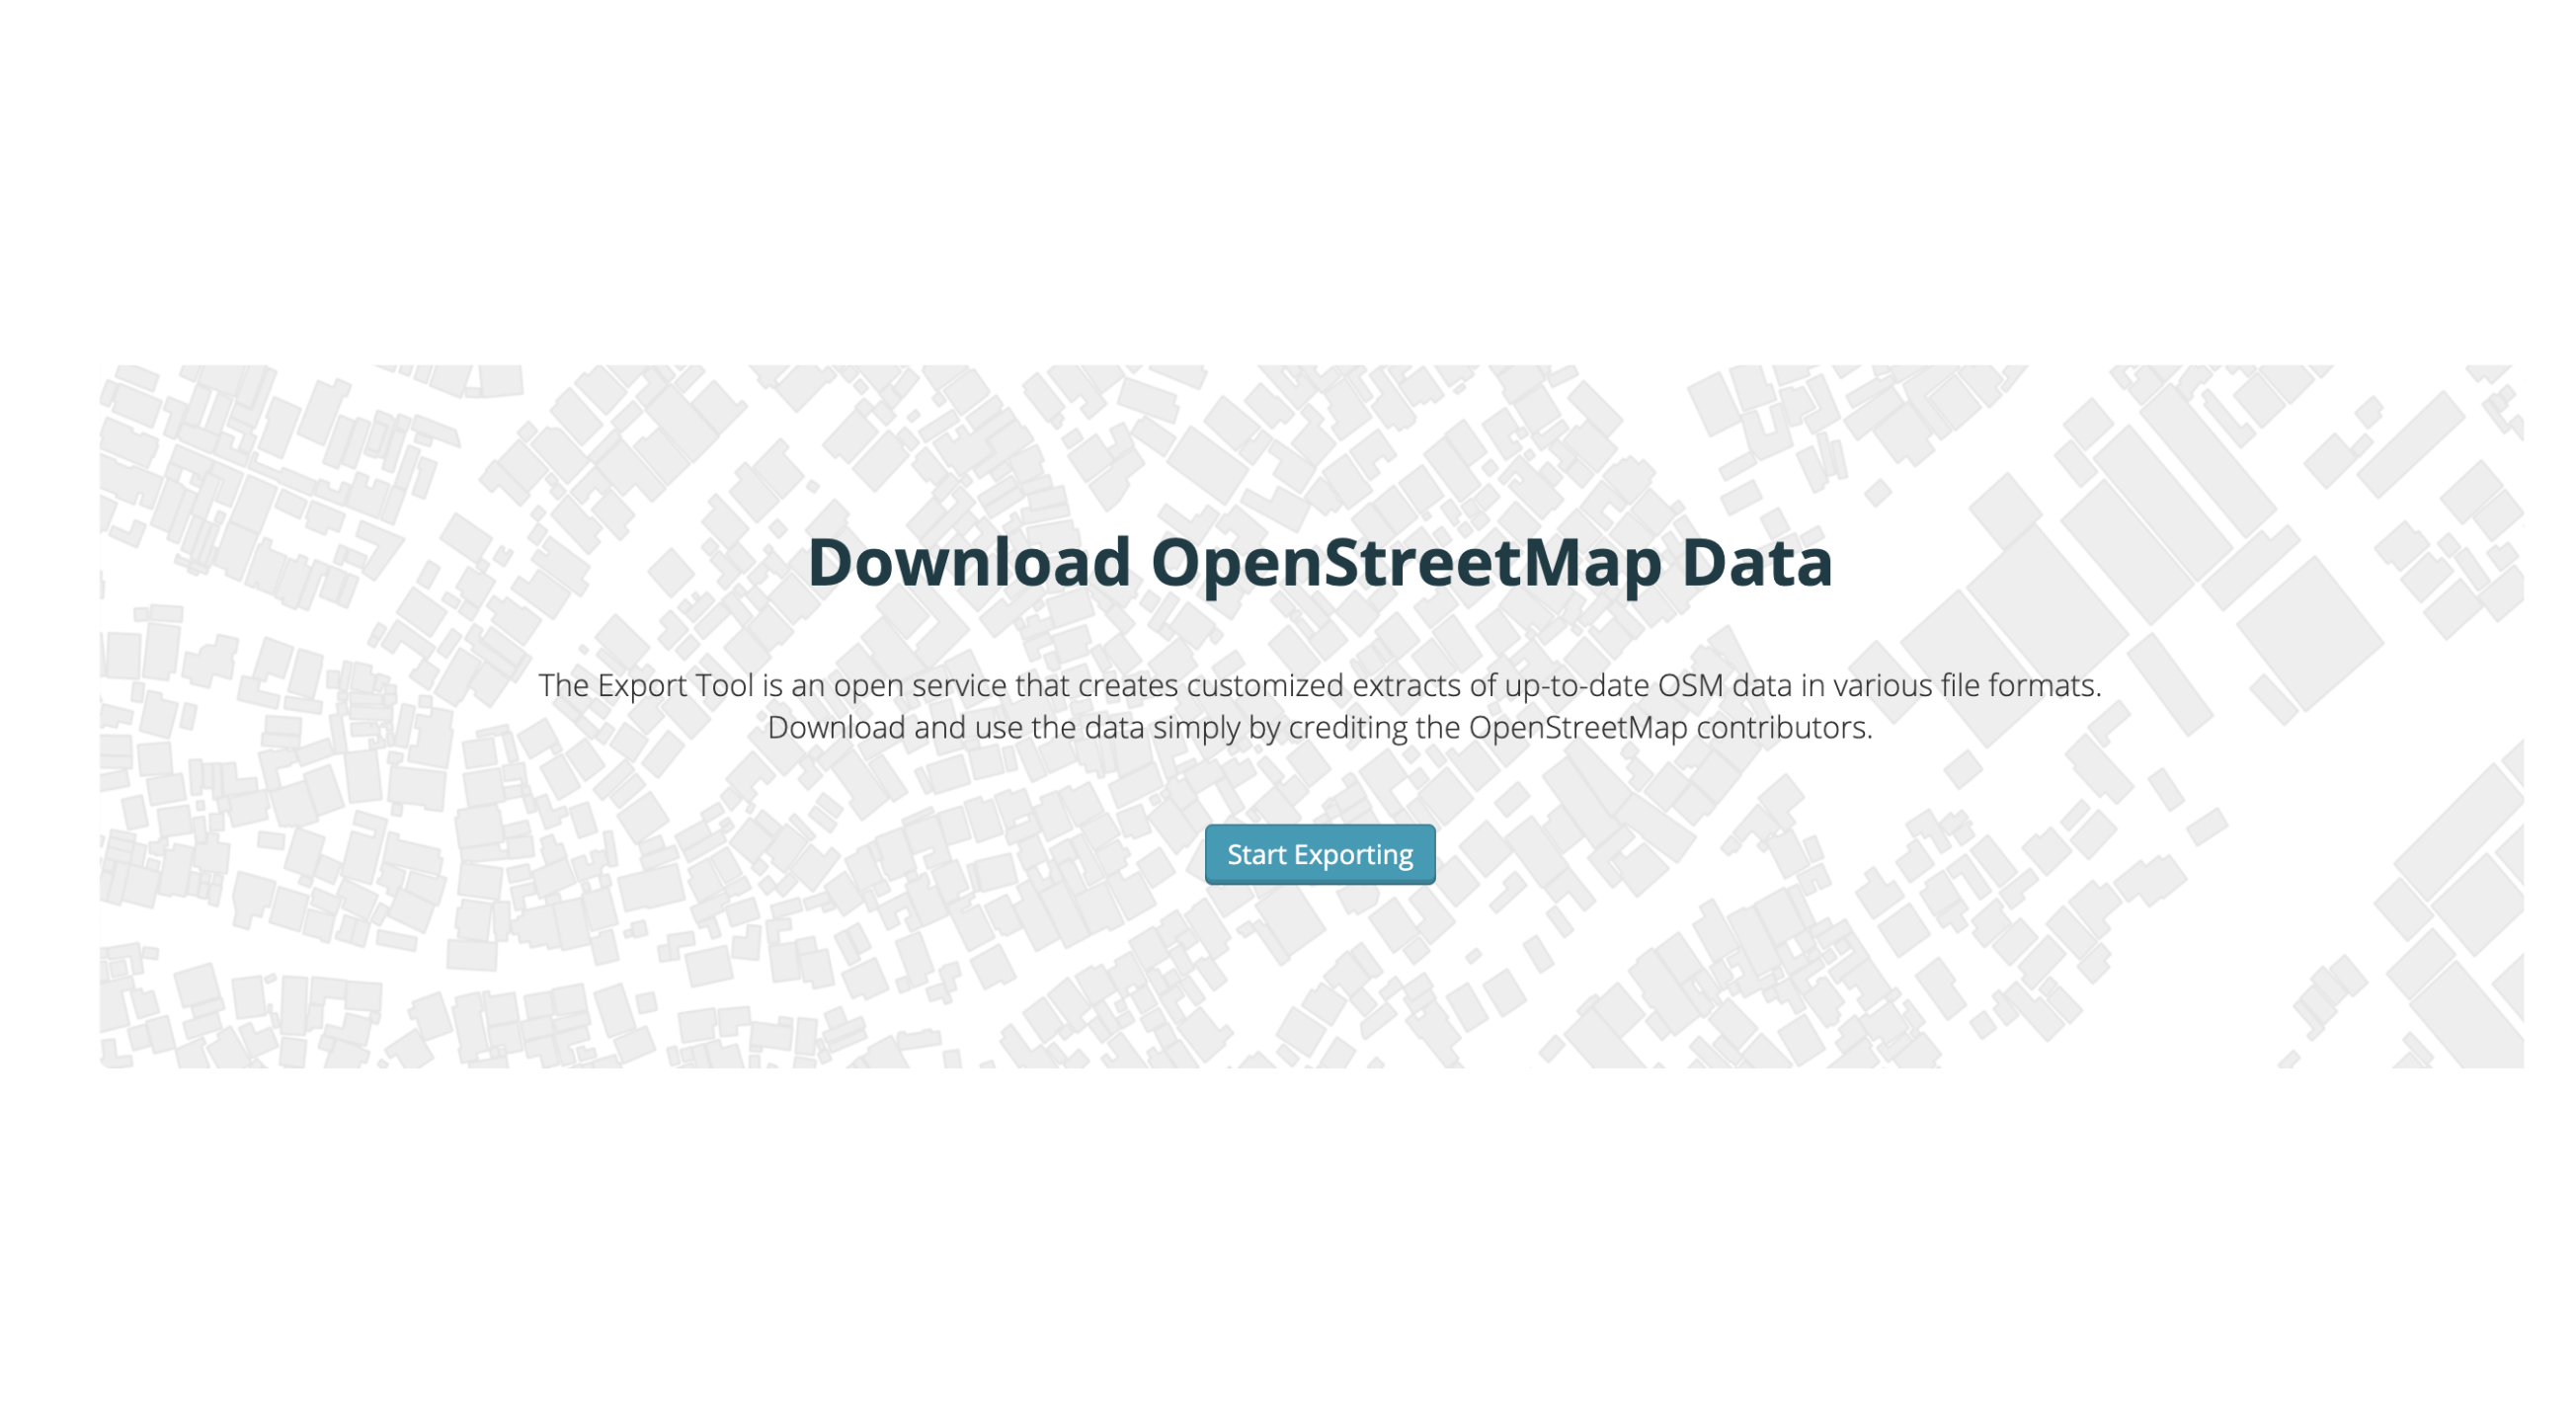 Download OpenStreetMap Data
The Export Tool is an open service that creates customized extracts of up-to-date OSM data in various file formats.
Download and use the data simply by crediting the OpenStreetMap contributors.
Start Exporting